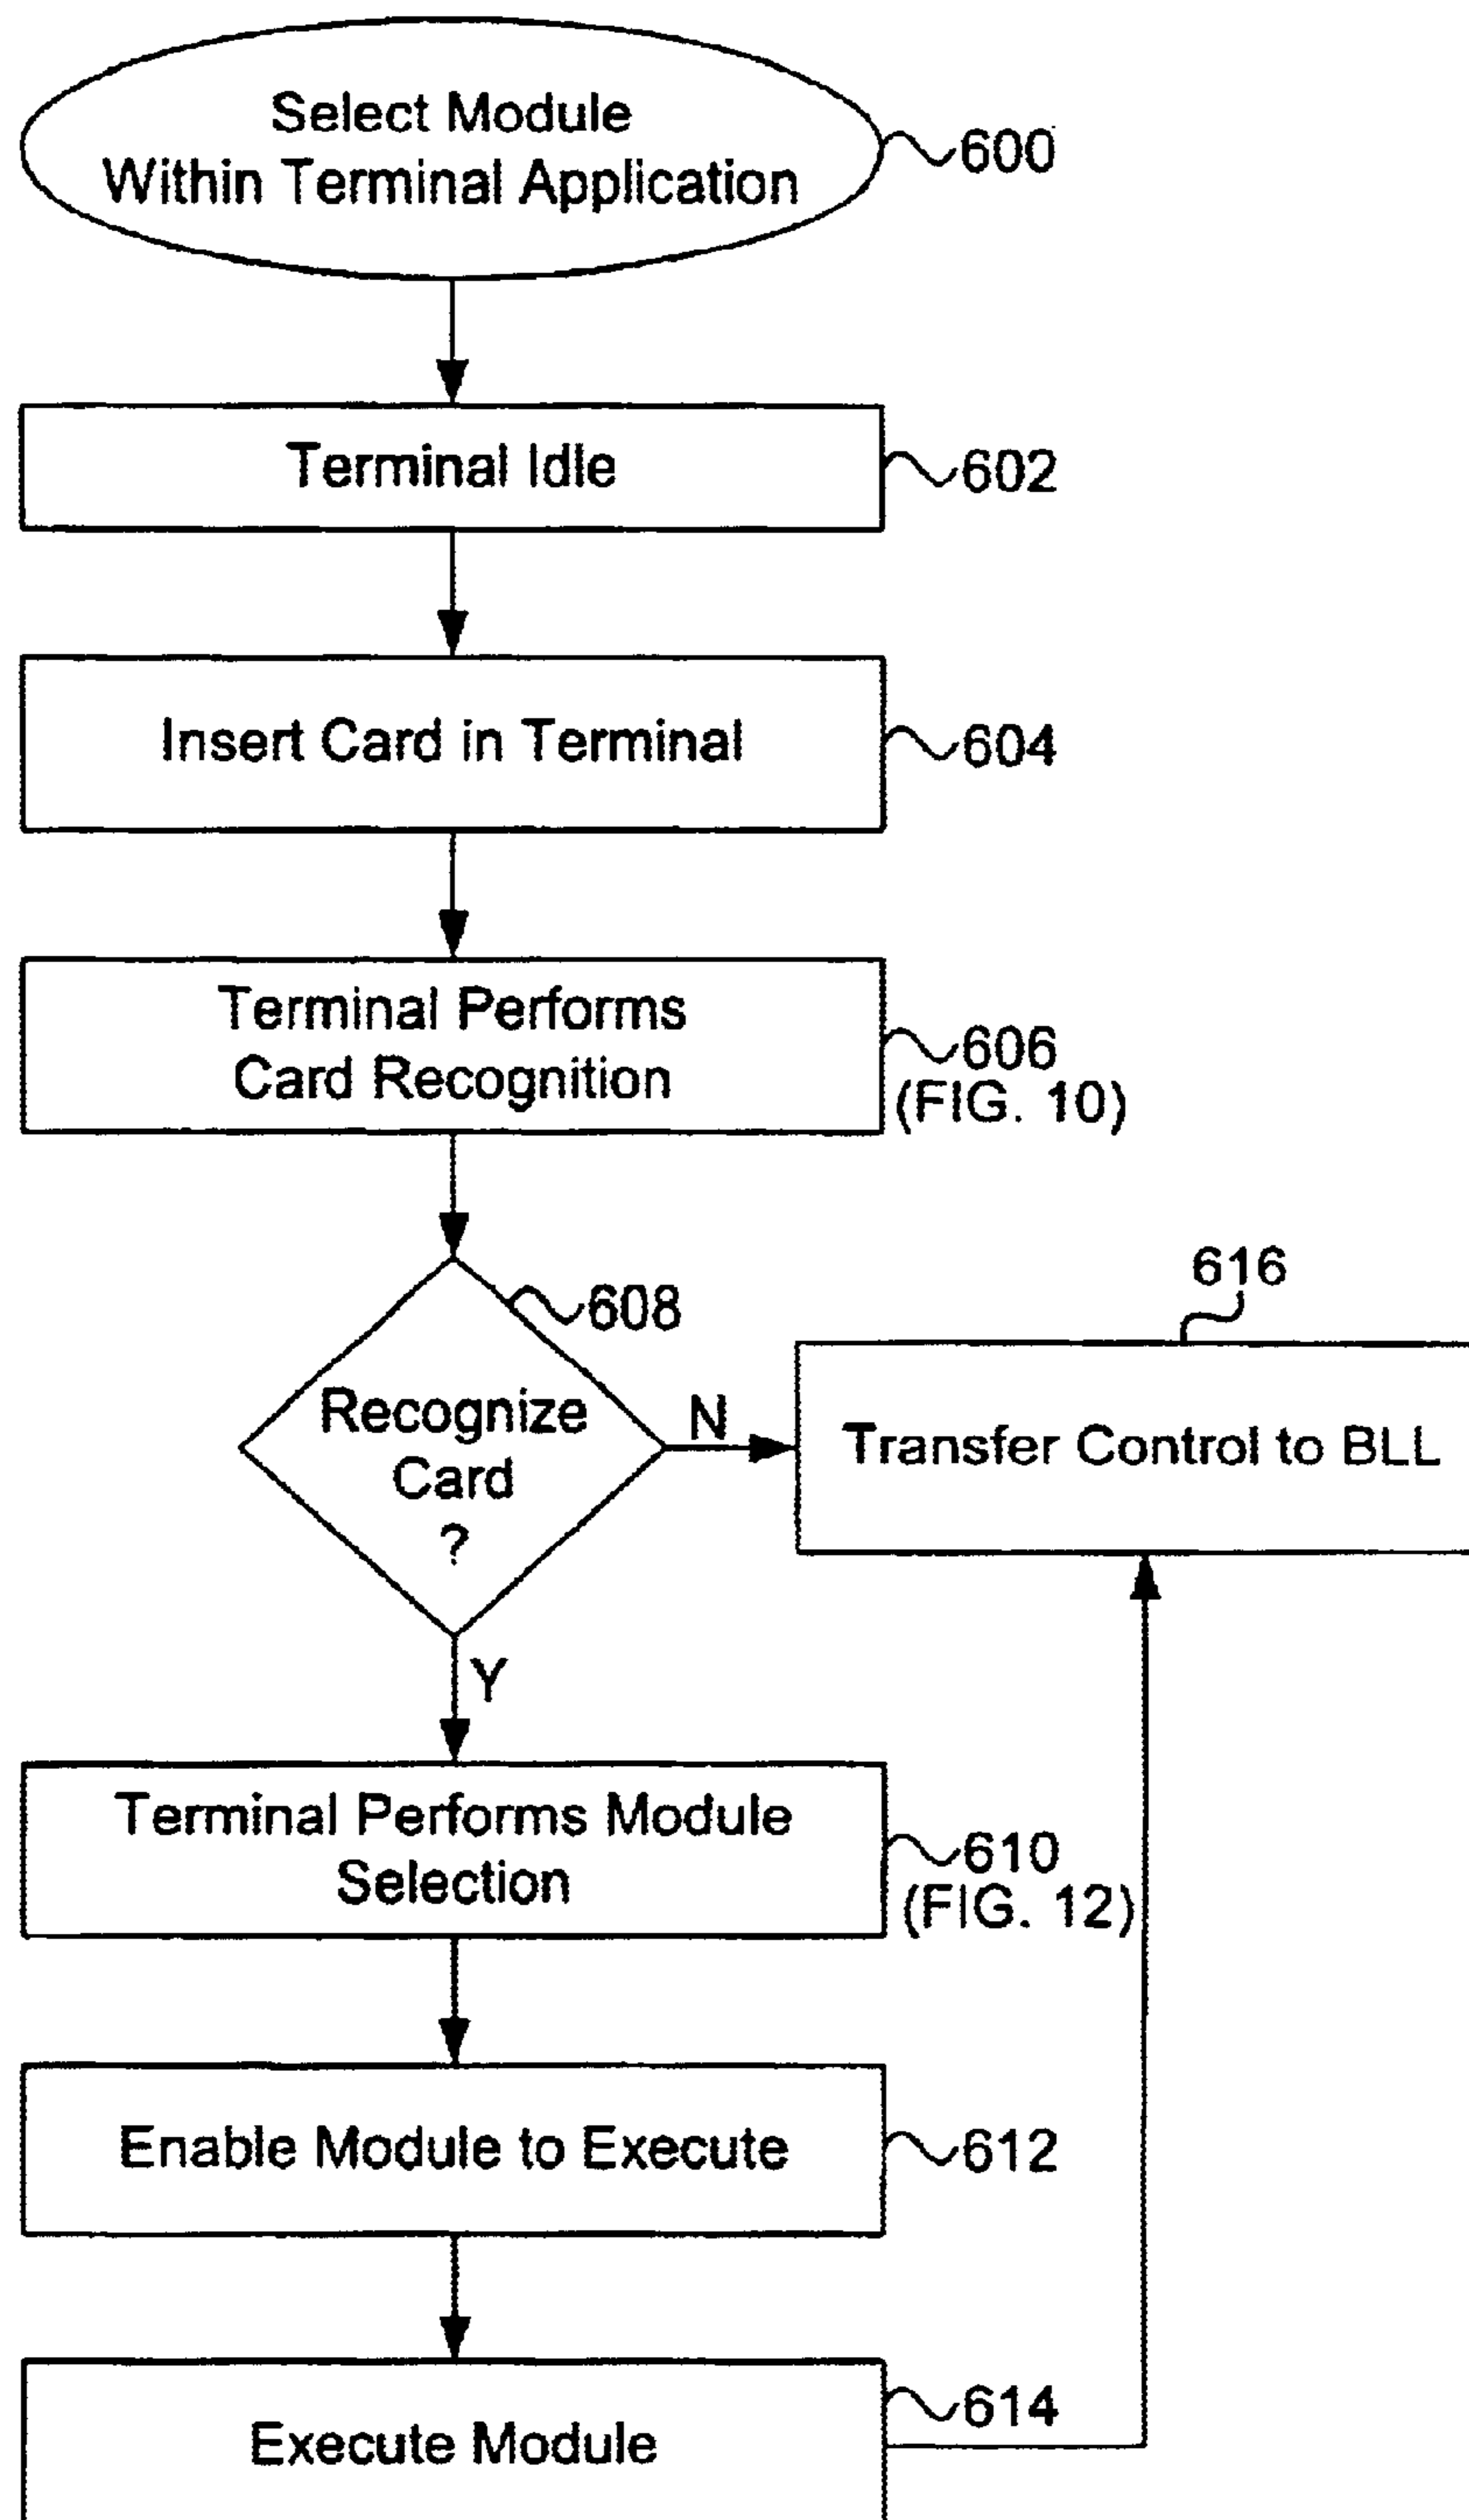 Select Module
Within Terminal Application
600
Terminal Idle
602
Insert Card in Terminal
604
Terminal Performs
Card Recognition
606
(FIG. 10)
608
Recognize
Card
?
N
616
Transfer Control to BLL
Y
Terminal Performs Module
Selection
610
(FIG. 12)
Enable Module to Execute
612
Execute Module
614